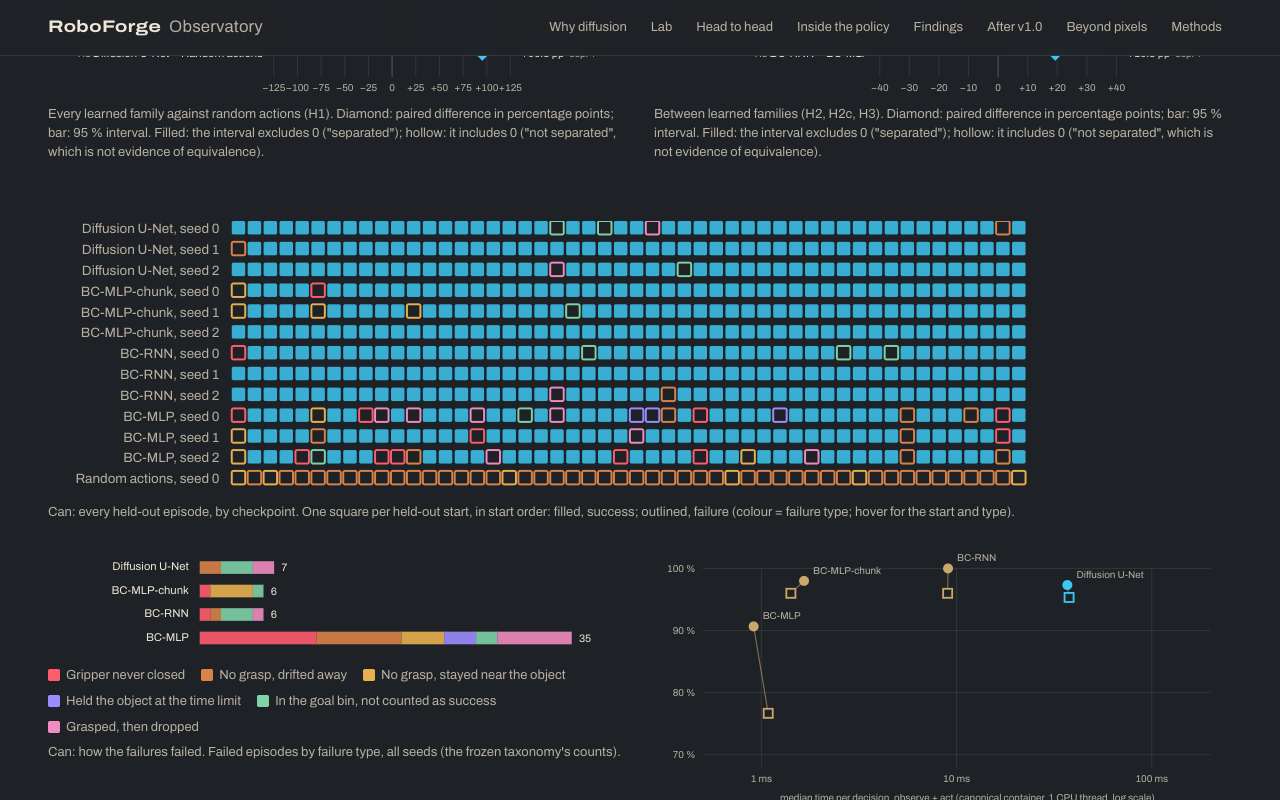 RoboForge Observatory
Why diffusion Lab Head to head Inside the policy Findings After v1.0 Beyond pixels Methods
−125 −100 −75 −50 −25 0 +25 +50 +75 +100 +125
−40 −30 −20 −10 0 +10 +20 +30 +40
Every learned family against random actions (H1). Diamond: paired difference in percentage points;
bar: 95 % interval. Filled: the interval excludes 0 ("separated"); hollow: it includes 0 ("not separated",
which is not evidence of equivalence).
Between learned families (H2, H2c, H3). Diamond: paired difference in percentage points; bar: 95 %
interval. Filled: the interval excludes 0 ("separated"); hollow: it includes 0 ("not separated", which is
not evidence of equivalence).
Diffusion U-Net, seed 0
Diffusion U-Net, seed 1
Diffusion U-Net, seed 2
BC-MLP-chunk, seed 0
BC-MLP-chunk, seed 1
BC-MLP-chunk, seed 2
BC-RNN, seed 0
BC-RNN, seed 1
BC-RNN, seed 2
BC-MLP, seed 0
BC-MLP, seed 1
BC-MLP, seed 2
Random actions, seed 0
Can: every held-out episode, by checkpoint. One square per held-out start, in start order: filled, success; outlined, failure (colour = failure type; hover for the start and type).
Diffusion U-Net 7
BC-MLP-chunk 6
BC-RNN 6
BC-MLP 35
Gripper never closed No grasp, drifted away No grasp, stayed near the object
Held the object at the time limit In the goal bin, not counted as success
Grasped, then dropped
Can: how the failures failed. Failed episodes by failure type, all seeds (the frozen taxonomy's counts).
BC-RNN
100 %
BC-MLP-chunk
Diffusion U-Net
BC-MLP
90 %
80 %
70 %
1 ms 10 ms 100 ms
median time per decision, observe + act (canonical container, 1 CPU thread, log scale)